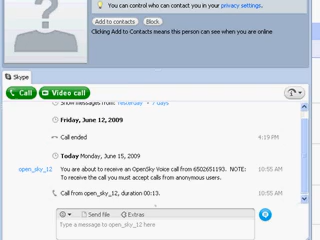 You can control who can contact you in your privacy settings.
Add to contacts Block
Clicking Add to Contacts means this person can see when you are online
Skype
Call Video call
Show messages from: Yesterday • 7 days
Friday, June 12, 2009
Call ended 4:19 PM
Today Monday, June 15, 2009
open_sky_12 You are about to receive an OpenSky Voice call from 6502651193. NOTE: 10:55 AM
To receive the call you must accept calls from anonymous users.
Call from open_sky_12, duration 00:13. 10:55 AM
Send file Extras
Type a message to open_sky_12 here